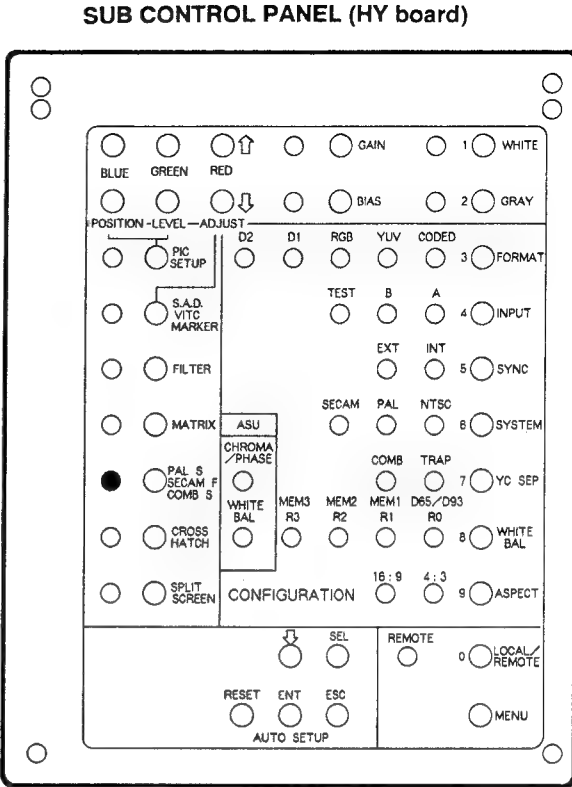 SUB CONTROL PANEL (HY board)
BLUE GREEN RED GAIN 1 WHITE
BIAS 2 GRAY
POSITION -LEVEL- ADJUST
D2 D1 RGB YUV CODED
PIC
SETUP
3 FORMAT
S.A.D.
VITC
MARKER
TEST B A
4 INPUT
EXT INT
FILTER
5 SYNC
SECAM PAL NTSC
MATRIX
ASU
6 SYSTEM
CHROMA
/PHASE
COMB TRAP
PAL S
SECAM F
COMB S
7 YC SEP
WHITE
BAL
MEM3 MEM2 MEM1 D65/D93
R3 R2 R1 R0
CROSS
HATCH
8 WHITE
BAL
16:9 4:3
SPLIT
SCREEN
CONFIGURATION
9 ASPECT
SEL REMOTE
0 LOCAL/
REMOTE
RESET ENT ESC
MENU
AUTO SETUP